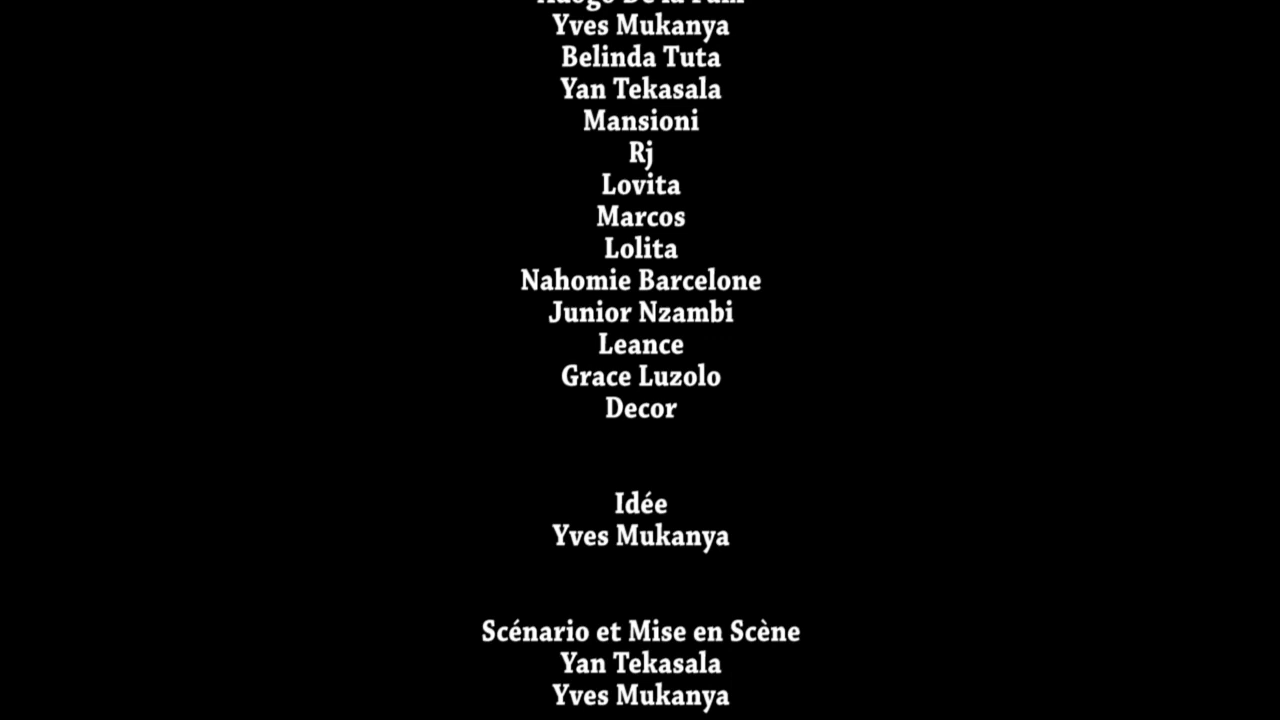 Yves Mukanya
Belinda Tuta
Yan Tekasala
Mansioni
Rj
Lovita
Marcos
Lolita
Nahomie Barcelone
Junior Nzambi
Leance
Grace Luzolo
Decor
Idée
Yves Mukanya
Scénario et Mise en Scène
Yan Tekasala
Yves Mukanya